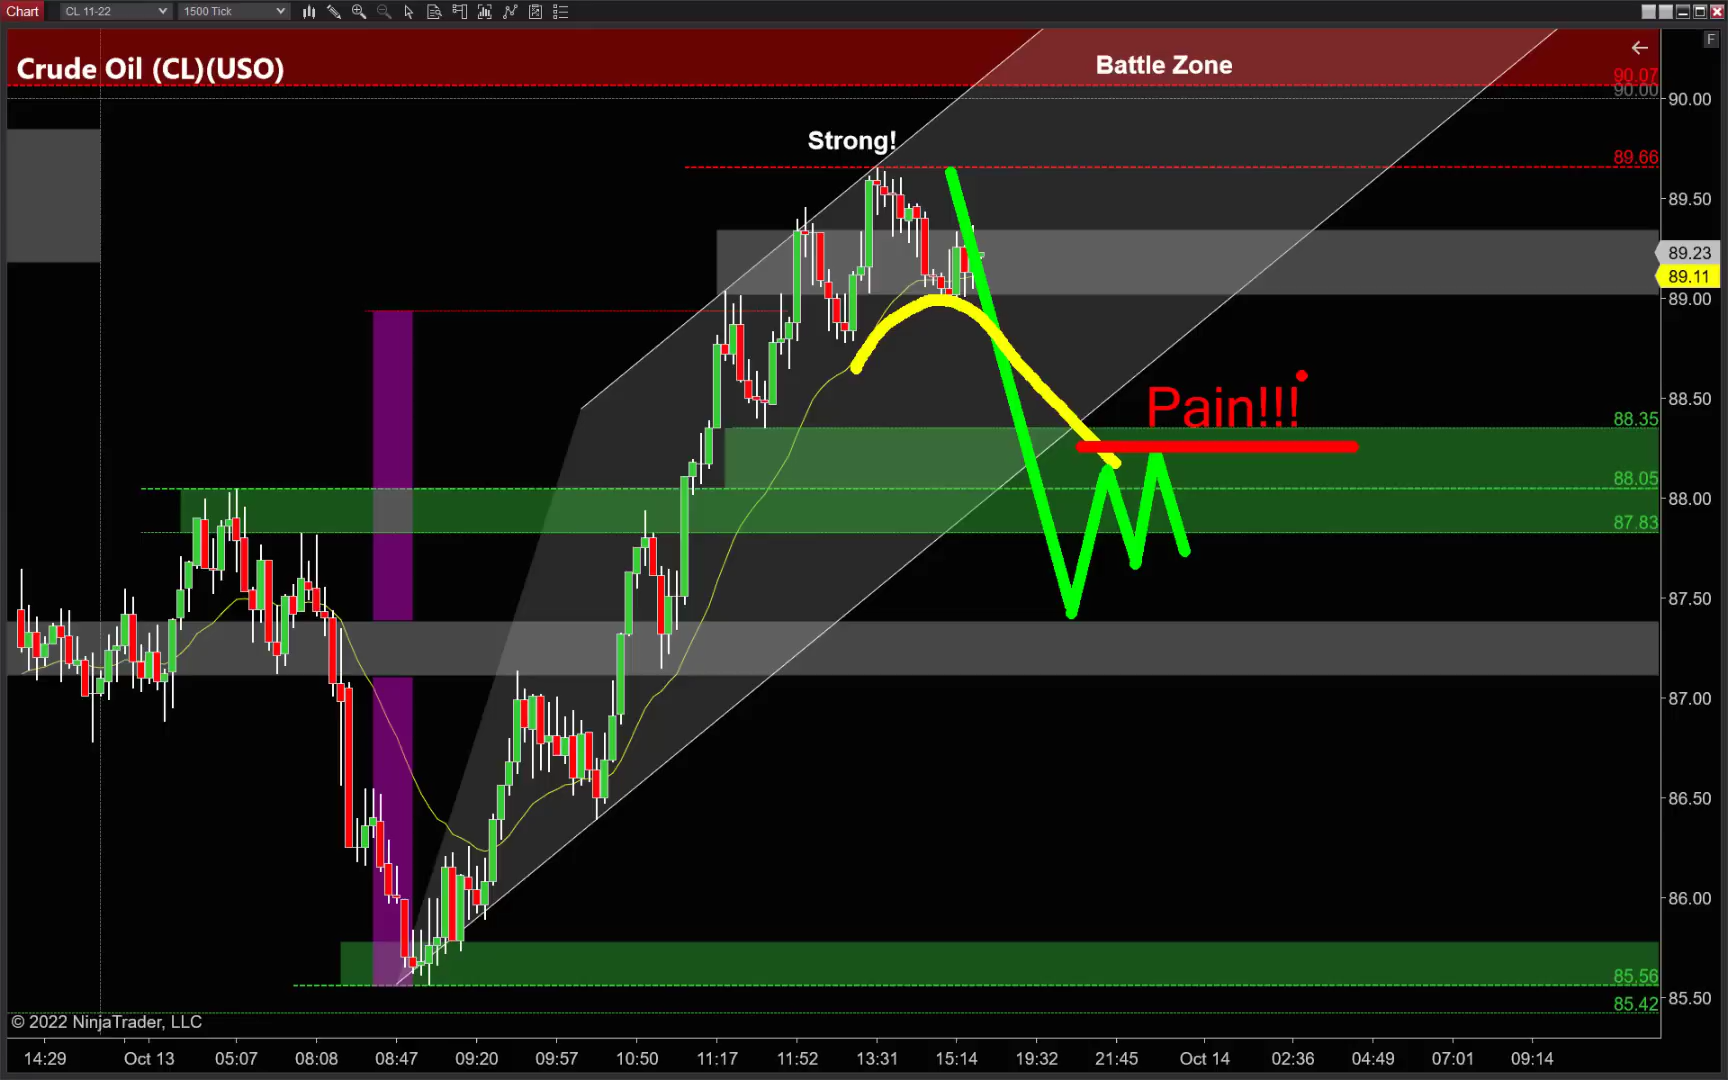 Chart CL 11-22 1500 Tick
F
Crude Oil (CL)(USO)
Battle Zone
90.07
90.00
90.00
Strong!
89.66
89.50
89.23
89.11
89.00
Pain!!!
88.50
88.35
88.05
88.00
87.83
87.50
87.00
86.50
86.00
85.56
85.50
85.42
© 2022 NinjaTrader, LLC
14:29 Oct 13 05:07 08:08 08:47 09:20 09:57 10:50 11:17 11:52 13:31 15:14 19:32 21:45 Oct 14 02:36 04:49 07:01 09:14